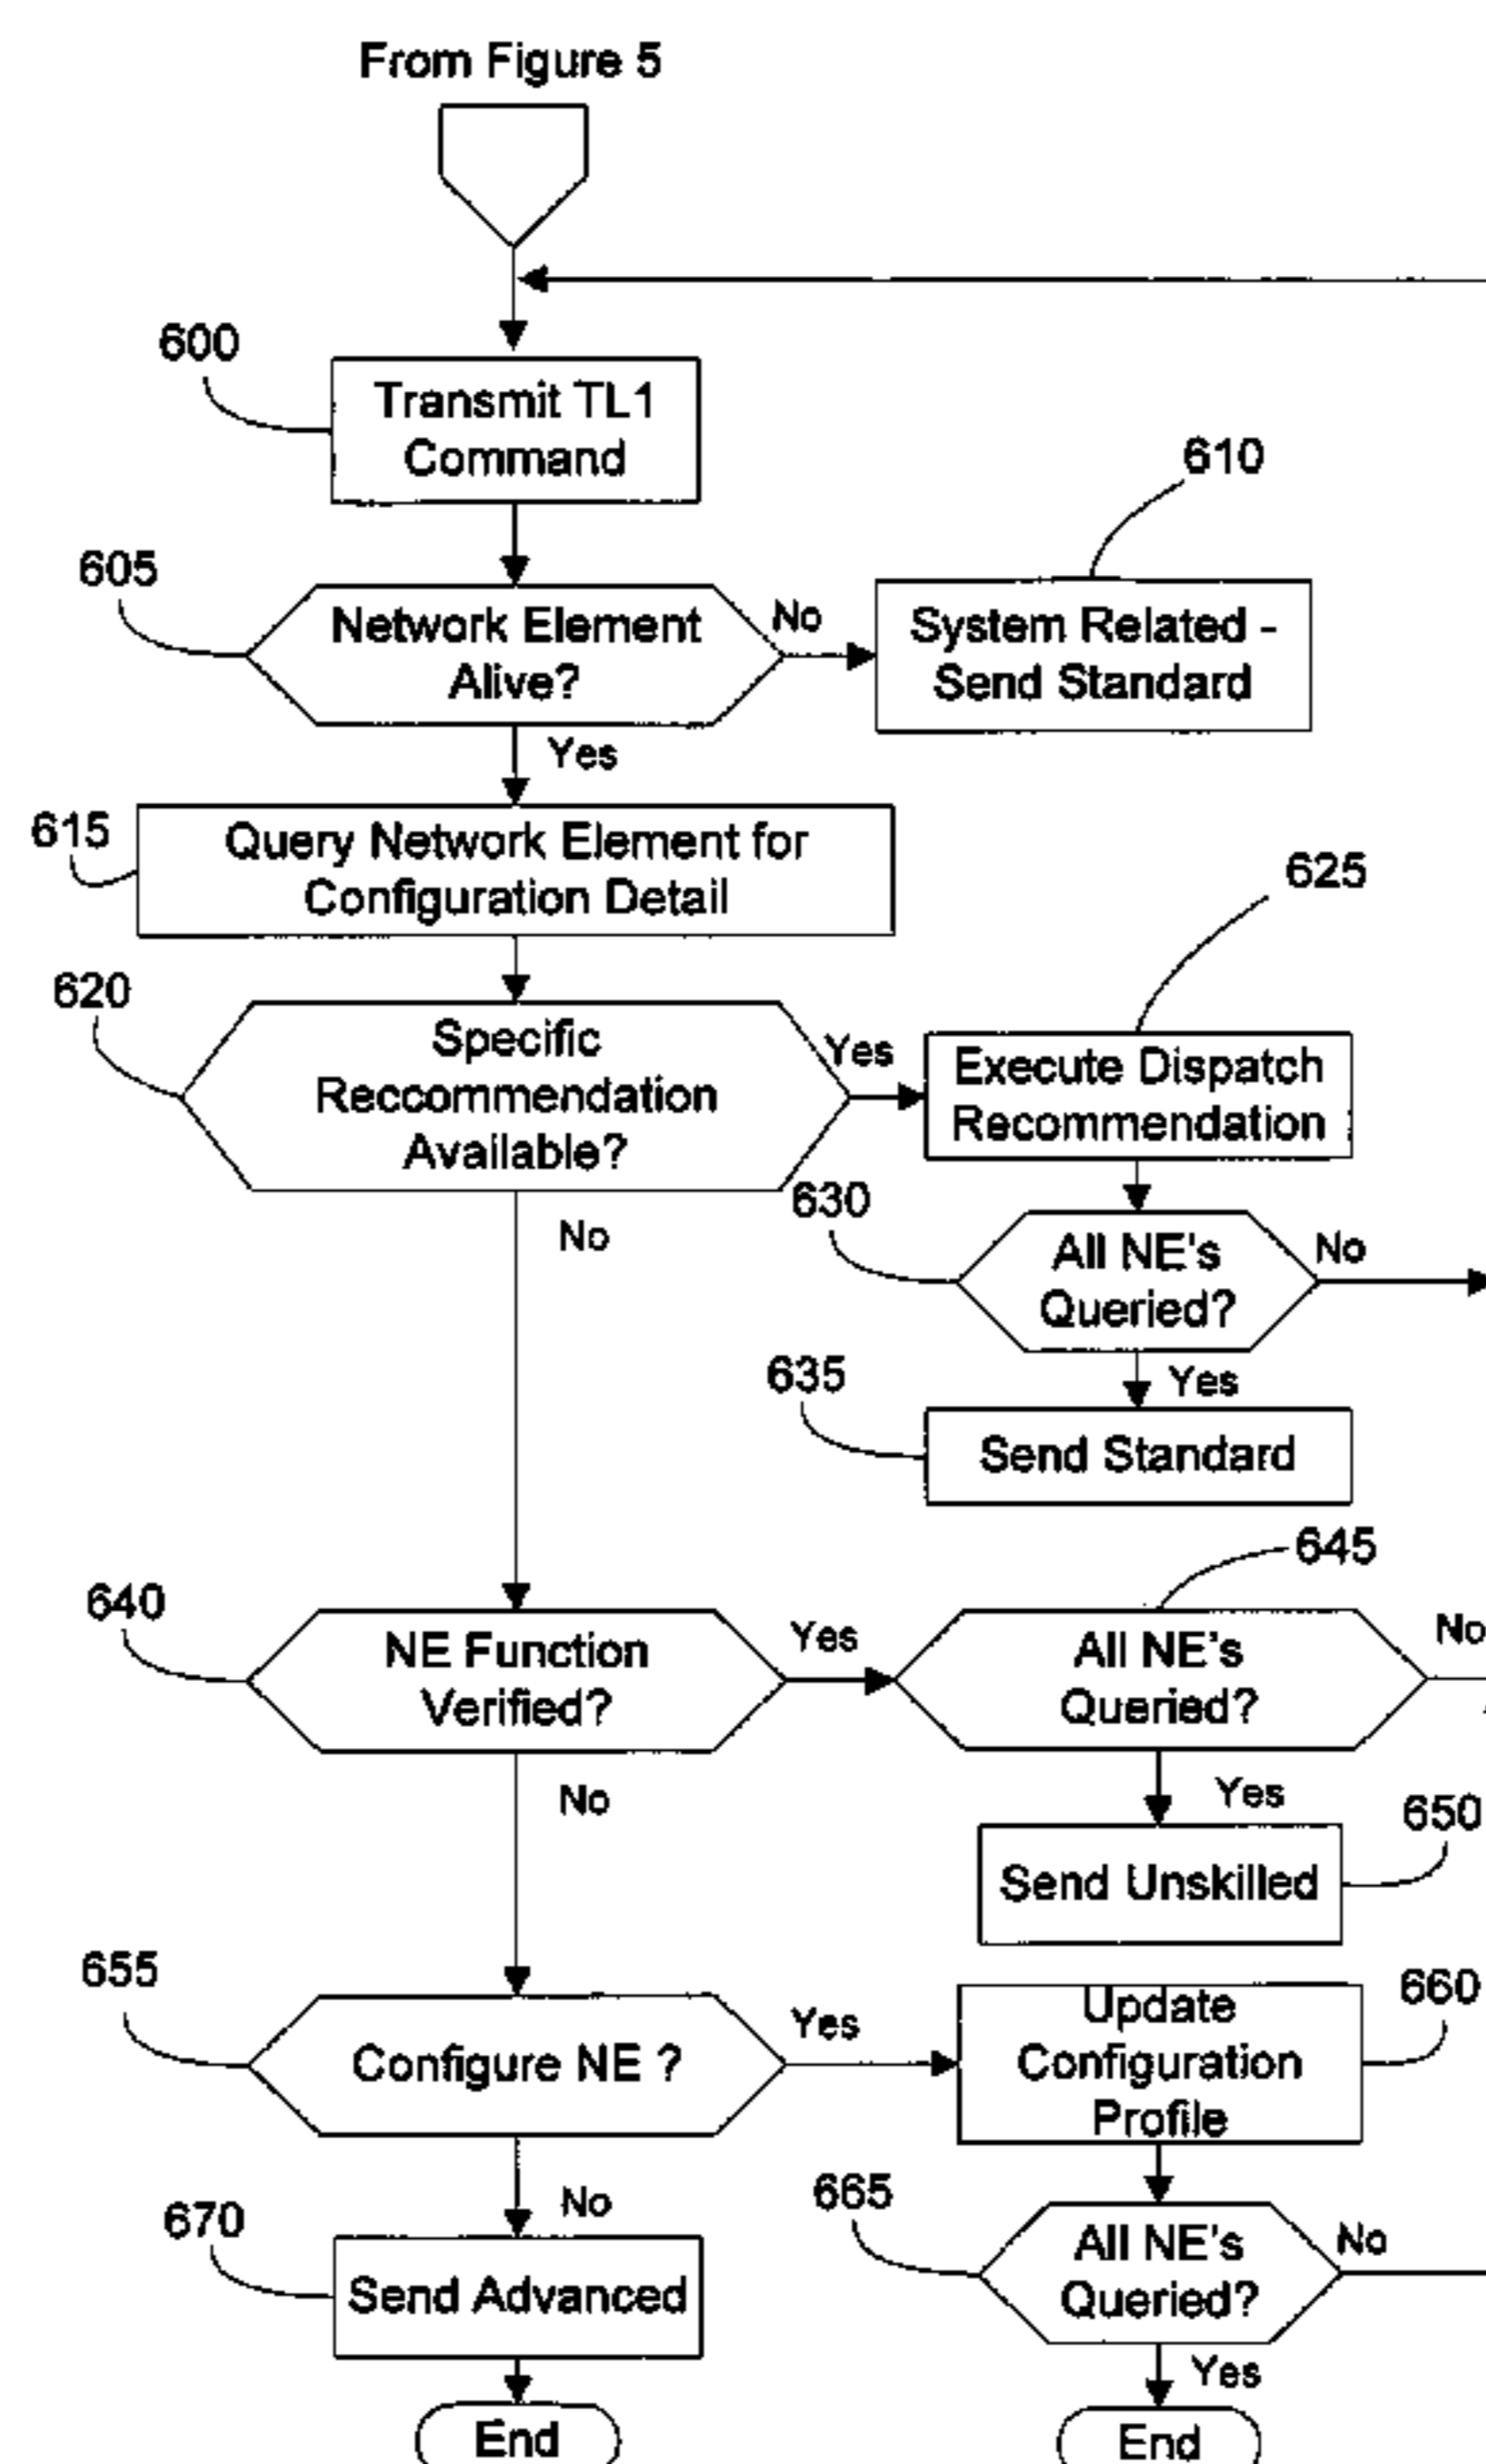 From Figure 5
600
Transmit TL1
Command
610
605
Network Element
Alive?
No
System Related -
Send Standard
Yes
615
Query Network Element for
Configuration Detail
625
620
Specific
Reccommendation
Available?
Yes
Execute Dispatch
Recommendation
No
630
All NE's
Queried?
No
635
Yes
Send Standard
645
640
NE Function
Verified?
Yes
All NE's
Queried?
No
No
Yes
650
Send Unskilled
655
Configure NE ?
Yes
Update
Configuration
Profile
660
No
665
All NE's
Queried?
No
670
Send Advanced
Yes
End
End